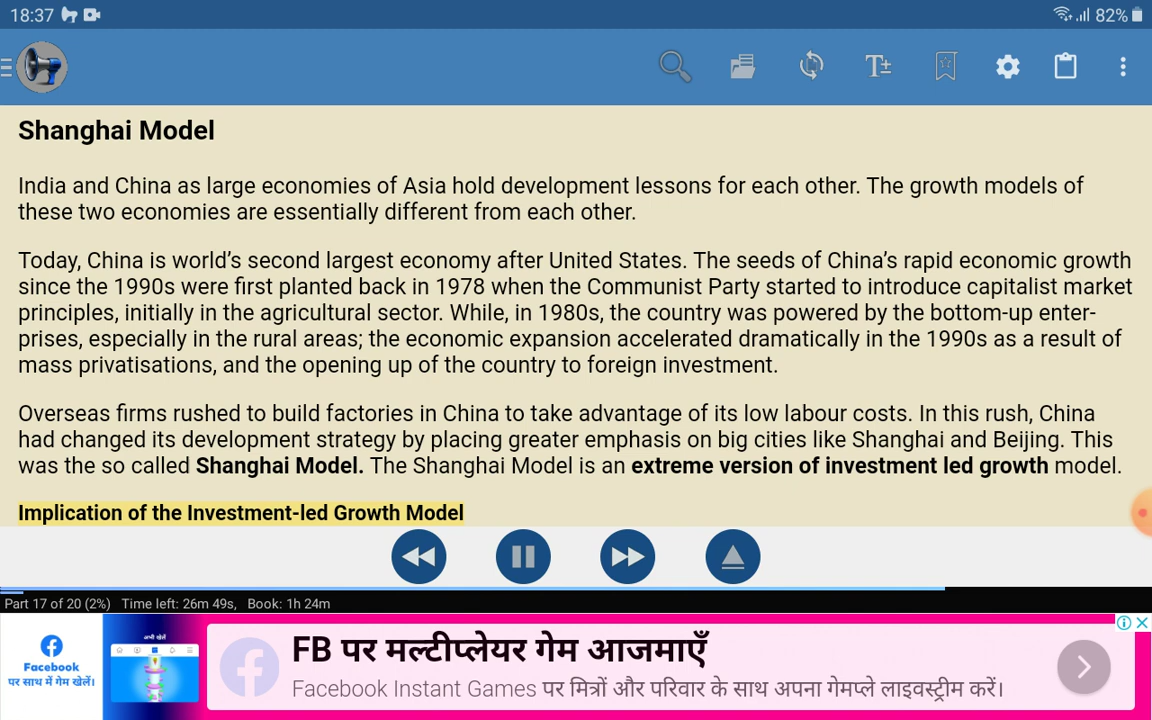 18:37
82%
T±
Shanghai Model
India and China as large economies of Asia hold development lessons for each other. The growth models of
these two economies are essentially different from each other.
Today, China is world’s second largest economy after United States. The seeds of China’s rapid economic growth
since the 1990s were first planted back in 1978 when the Communist Party started to introduce capitalist market
principles, initially in the agricultural sector. While, in 1980s, the country was powered by the bottom-up enter-
prises, especially in the rural areas; the economic expansion accelerated dramatically in the 1990s as a result of
mass privatisations, and the opening up of the country to foreign investment.
Overseas firms rushed to build factories in China to take advantage of its low labour costs. In this rush, China
had changed its development strategy by placing greater emphasis on big cities like Shanghai and Beijing. This
was the so called Shanghai Model. The Shanghai Model is an extreme version of investment led growth model.
Implication of the Investment-led Growth Model
Part 17 of 20 (2%) Time left: 26m 49s, Book: 1h 24m
Facebook
पर साथ में गेम खेलें।
अभी खेलें
FB पर मल्टीप्लेयर गेम आजमाएँ
Facebook Instant Games पर मित्रों और परिवार के साथ अपना गेमप्ले लाइवस्ट्रीम करें।